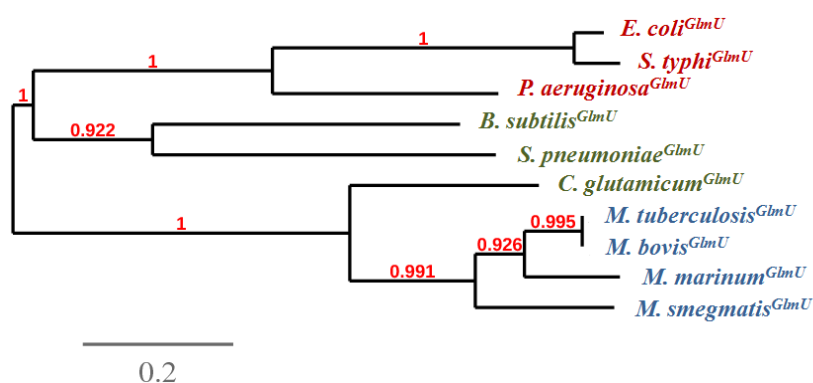 E. coliGlmU
1
S. typhiGlmU
1
P. aeruginosaGlmU
1
B. subtilisGlmU
0.922
S. pneumoniaeGlmU
C. glutamicumGlmU
M. tuberculosisGlmU
0.995
1
M. bovisGlmU
0.926
M. marinumGlmU
0.991
M. smegmatisGlmU
0.2